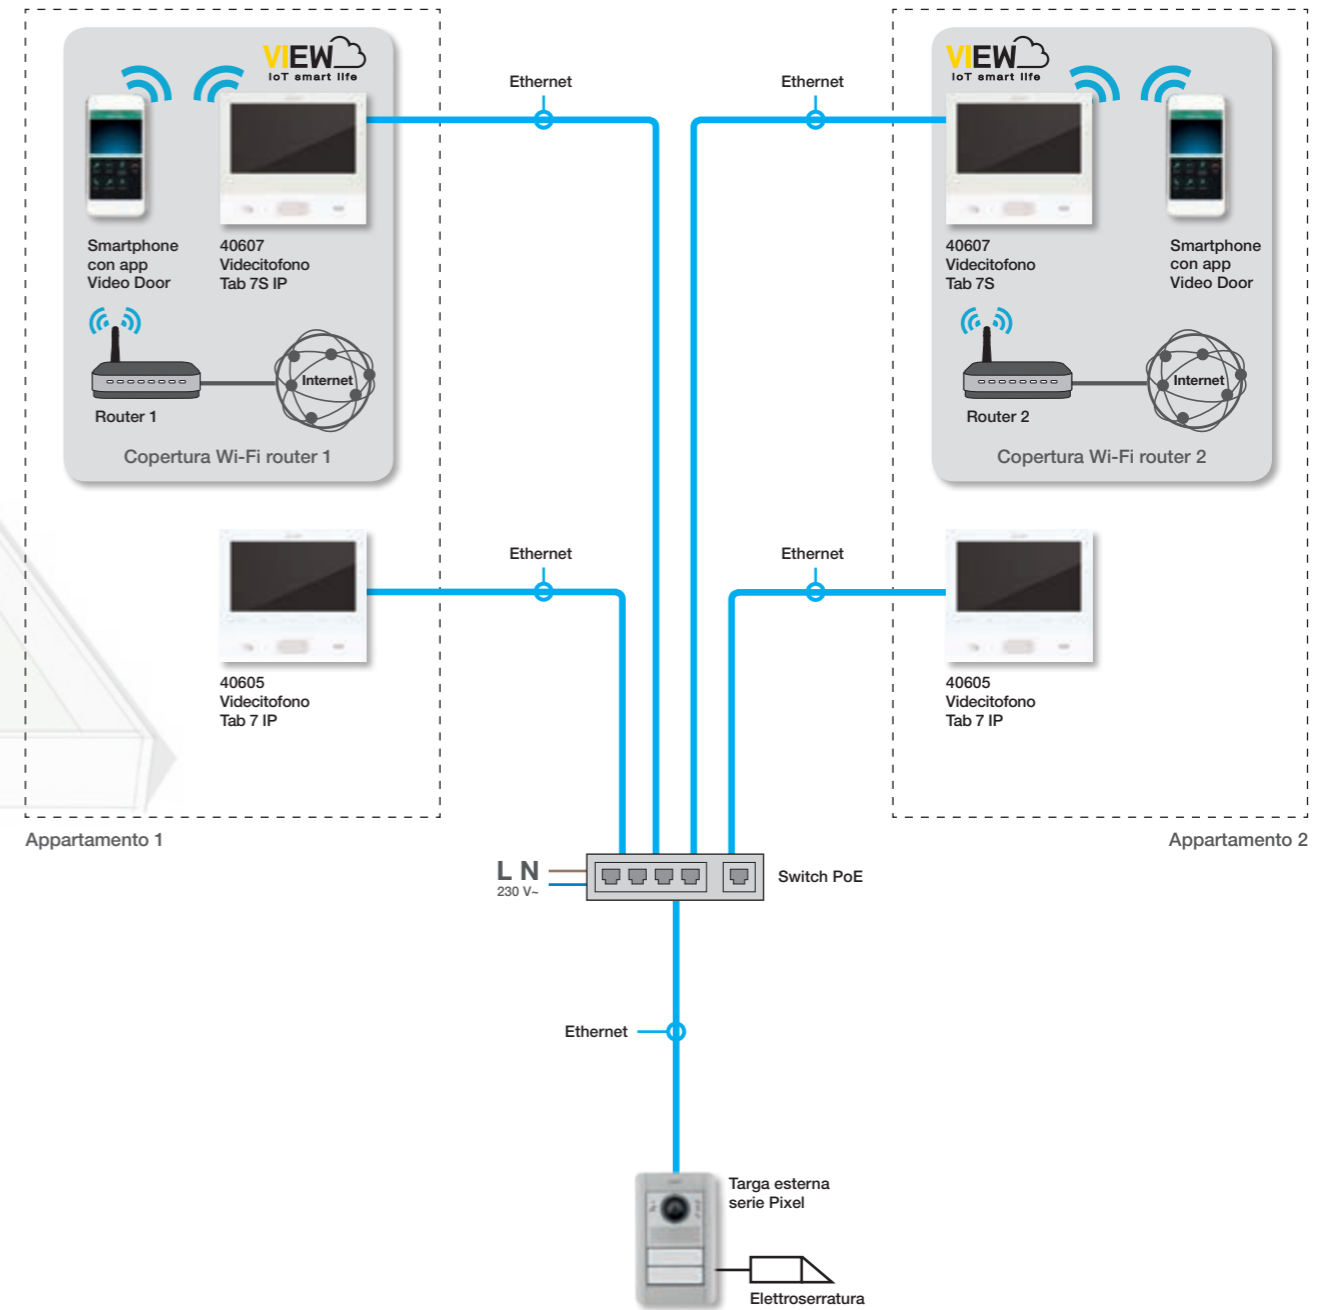 VIEW
IoT smart life
VIEW
IoT smart life
Ethernet
Ethernet
Smartphone
con app
Video Door
40607
Videcitofono
Tab 7S IP
40607
Videcitofono
Tab 7S
Smartphone
con app
Video Door
Internet
Router 1
Internet
Router 2
Copertura Wi-Fi router 1
Copertura Wi-Fi router 2
Ethernet
Ethernet
40605
Videcitofono
Tab 7 IP
40605
Videcitofono
Tab 7 IP
Appartamento 1
Appartamento 2
L N
230 V~
Switch PoE
Ethernet
Targa esterna
serie Pixel
Elettroserratura